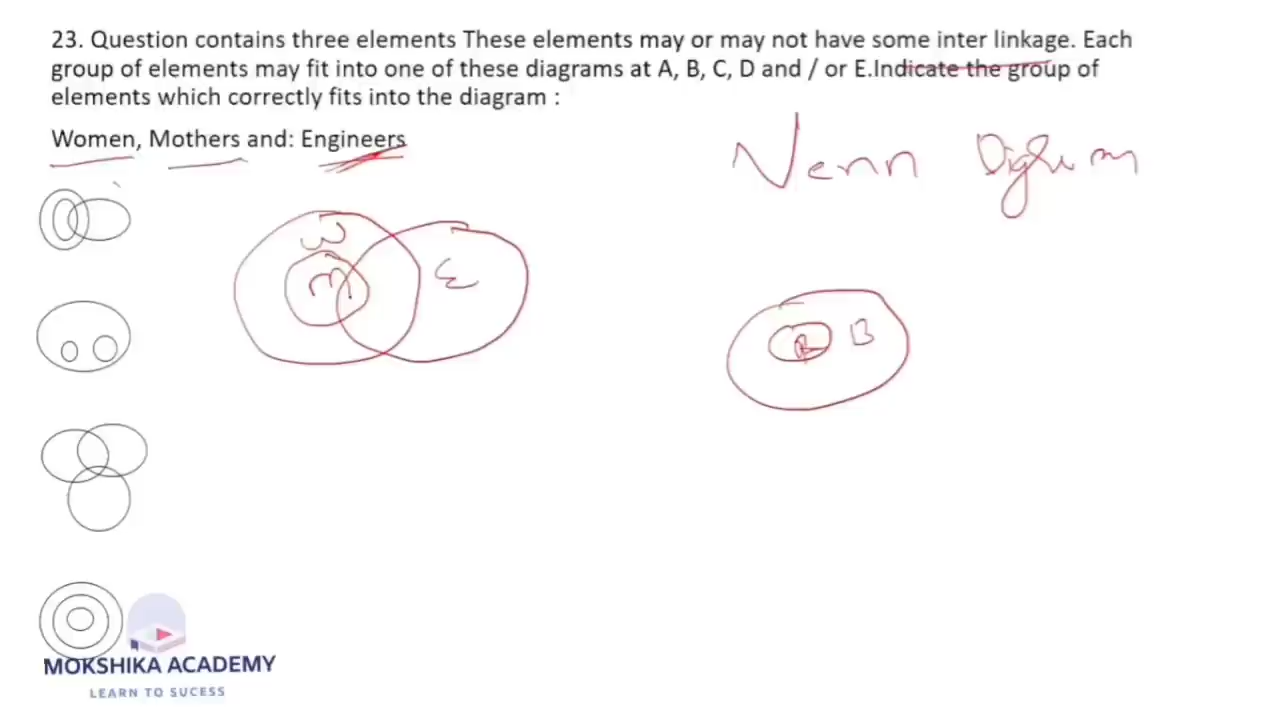 23. Question contains three elements These elements may or may not have some inter linkage. Each
group of elements may fit into one of these diagrams at A, B, C, D and / or E.Indicate the group of
elements which correctly fits into the diagram :
Women, Mothers and: Engineers
Venn
W
M
E
B
MOKSHIKA ACADEMY
LEARN TO SUCESS